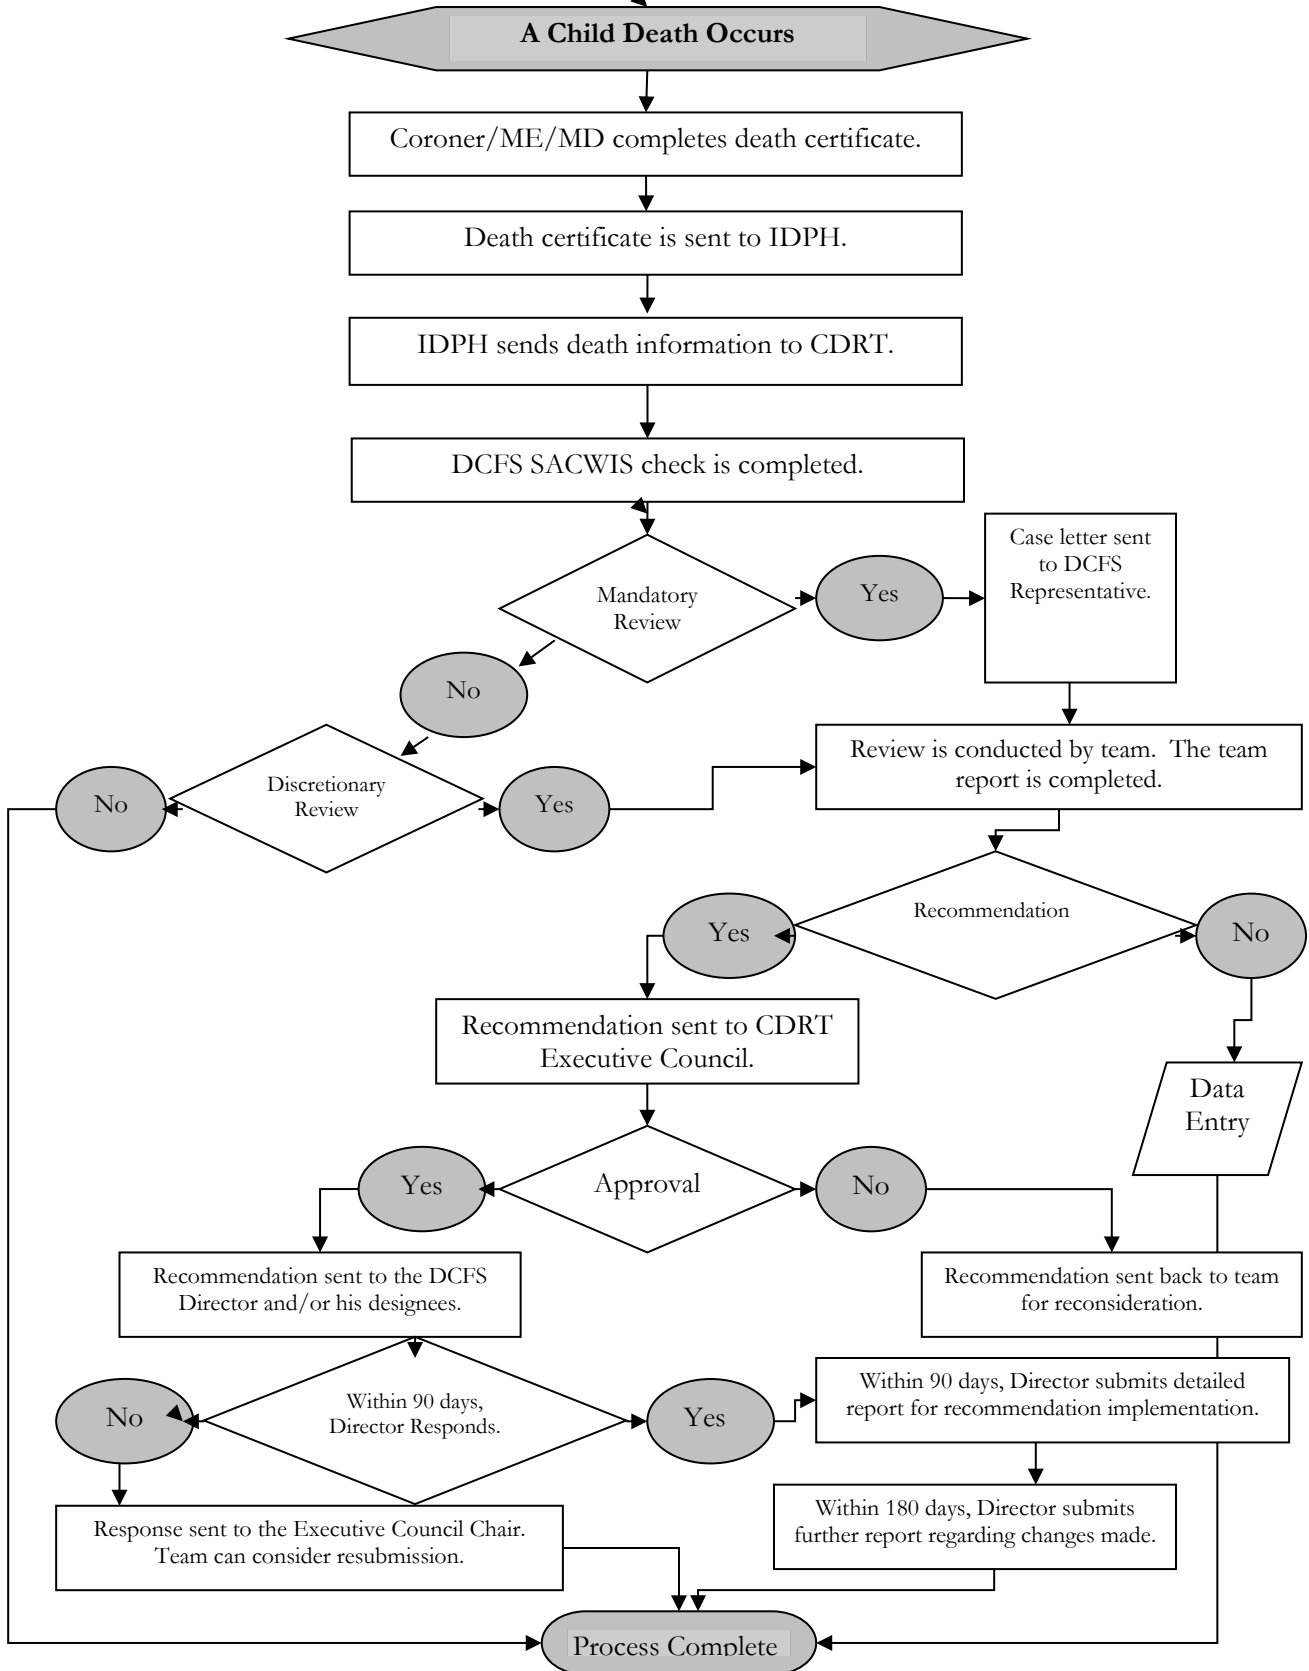 A Child Death Occurs
Coroner/ME/MD completes death certificate.
Death certificate is sent to IDPH.
IDPH sends death information to CDRT.
DCFS SACWIS check is completed.
Mandatory
Review
Yes
Case letter sent
to DCFS
Representative.
No
Discretionary
Review
No
Yes
Review is conducted by team.  The team
report is completed.
Recommendation
Yes
No
Recommendation sent to CDRT
Executive Council.
Data
Entry
Approval
Yes
No
Recommendation sent to the DCFS
Director and/or his designees.
Recommendation sent back to team
for reconsideration.
Within 90 days,
Director Responds.
No
Yes
Within 90 days, Director submits detailed
report for recommendation implementation.
Response sent to the Executive Council Chair.
Team can consider resubmission.
Within 180 days, Director submits
further report regarding changes made.
Process Complete